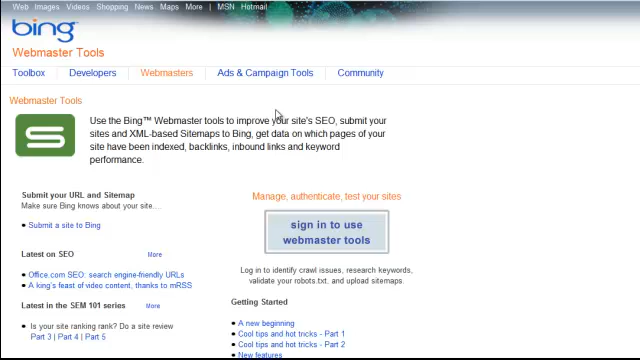 Web Images Videos Shopping News Maps More | MSN Hotmail
bing
Webmaster Tools
Toolbox Developers Webmasters Ads & Campaign Tools Community
Webmaster Tools
Use the Bing™ Webmaster tools to improve your site's SEO, submit your
sites and XML-based Sitemaps to Bing, get data on which pages of your
site have been indexed, backlinks, inbound links and keyword
performance.
Submit your URL and Sitemap
Make sure Bing knows about your site....
Submit a site to Bing
Latest on SEO More
Office.com SEO: search engine-friendly URLs
A king's feast of video content, thanks to mRSS
Latest in the SEM 101 series More
Is your site ranking rank? Do a site review
Part 3 | Part 4 | Part 5
Manage, authenticate, test your sites
sign in to use
webmaster tools
Log in to identify crawl issues, research keywords,
validate your robots.txt, and upload sitemaps.
Getting Started
A new beginning
Cool tips and hot tricks - Part 1
Cool tips and hot tricks - Part 2
New features